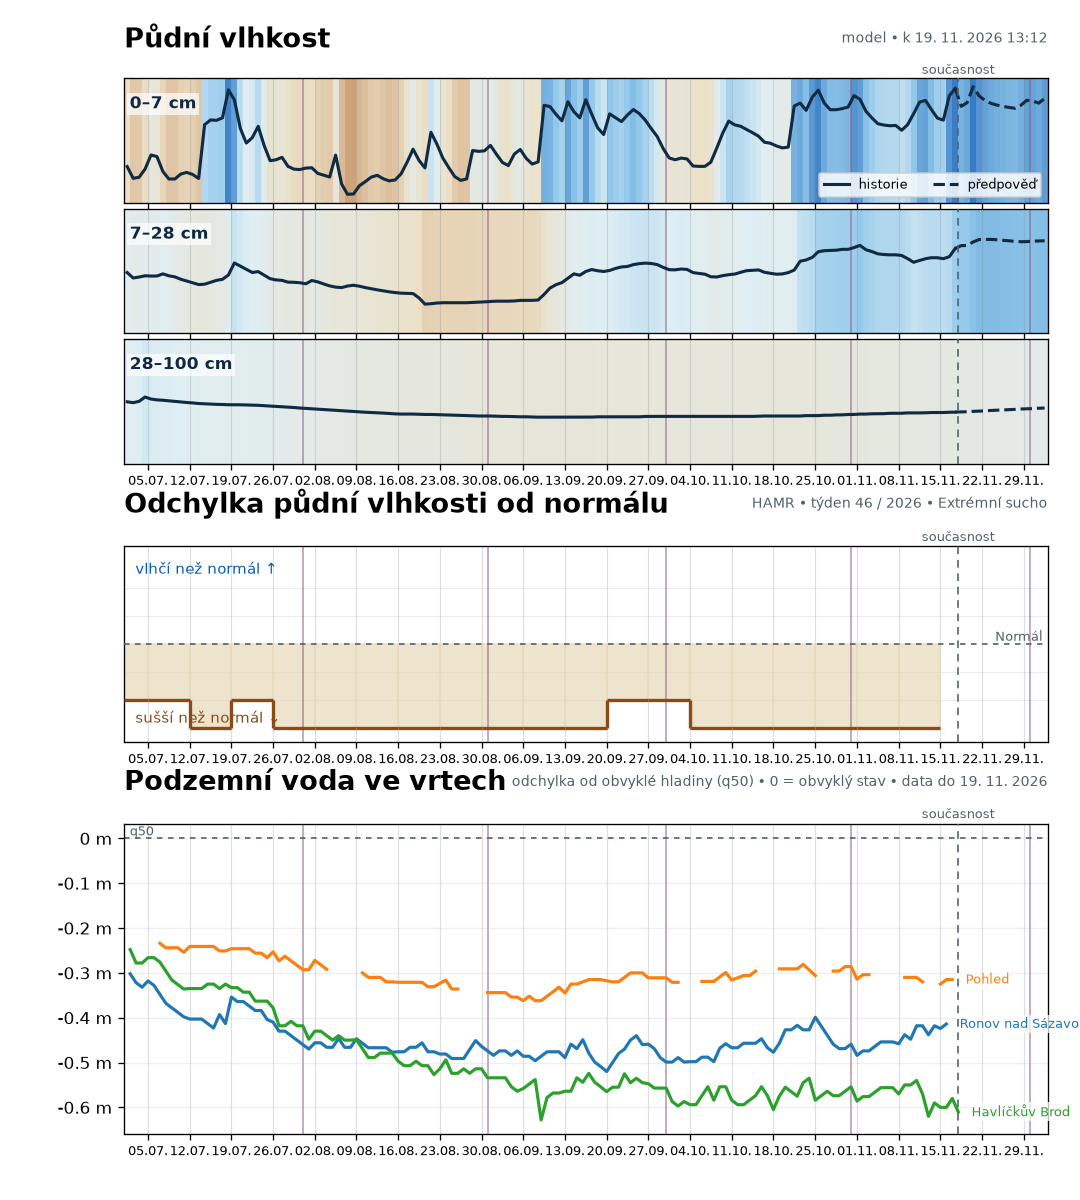 Půdní vlhkost
model • k 19. 11. 2026 13:12
současnost
0–7 cm
historie
předpověď
7–28 cm
28–100 cm
05.07. 12.07. 19.07. 26.07. 02.08. 09.08. 16.08. 23.08. 30.08. 06.09. 13.09. 20.09. 27.09. 04.10. 11.10. 18.10. 25.10. 01.11. 08.11. 15.11. 22.11. 29.11.
Odchylka půdní vlhkosti od normálu
HAMR • týden 46 / 2026 • Extrémní sucho
současnost
vlhčí než normál ↑
Normál
sušší než normál ↓
05.07. 12.07. 19.07. 26.07. 02.08. 09.08. 16.08. 23.08. 30.08. 06.09. 13.09. 20.09. 27.09. 04.10. 11.10. 18.10. 25.10. 01.11. 08.11. 15.11. 22.11. 29.11.
Podzemní voda ve vrtech
odchylka od obvyklé hladiny (q50) • 0 = obvyklý stav • data do 19. 11. 2026
současnost
q50
0 m
-0.1 m
-0.2 m
-0.3 m
Pohled
-0.4 m
Ronov nad Sázavo
-0.5 m
-0.6 m
Havlíčkův Brod
05.07. 12.07. 19.07. 26.07. 02.08. 09.08. 16.08. 23.08. 30.08. 06.09. 13.09. 20.09. 27.09. 04.10. 11.10. 18.10. 25.10. 01.11. 08.11. 15.11. 22.11. 29.11.